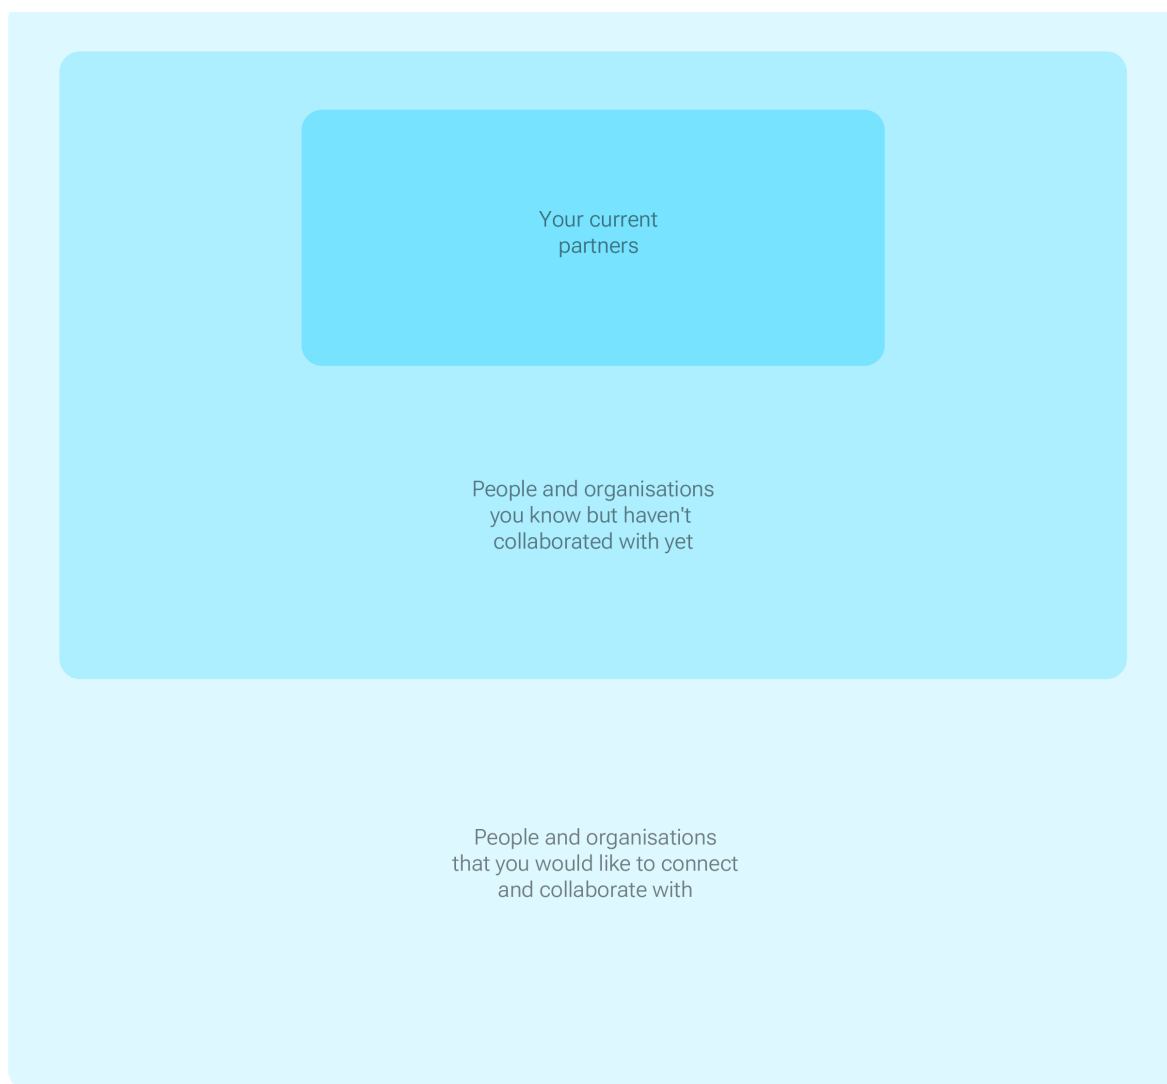 Your current
partners
People and organisations
you know but haven't
collaborated with yet
People and organisations
that you would like to connect
and collaborate with